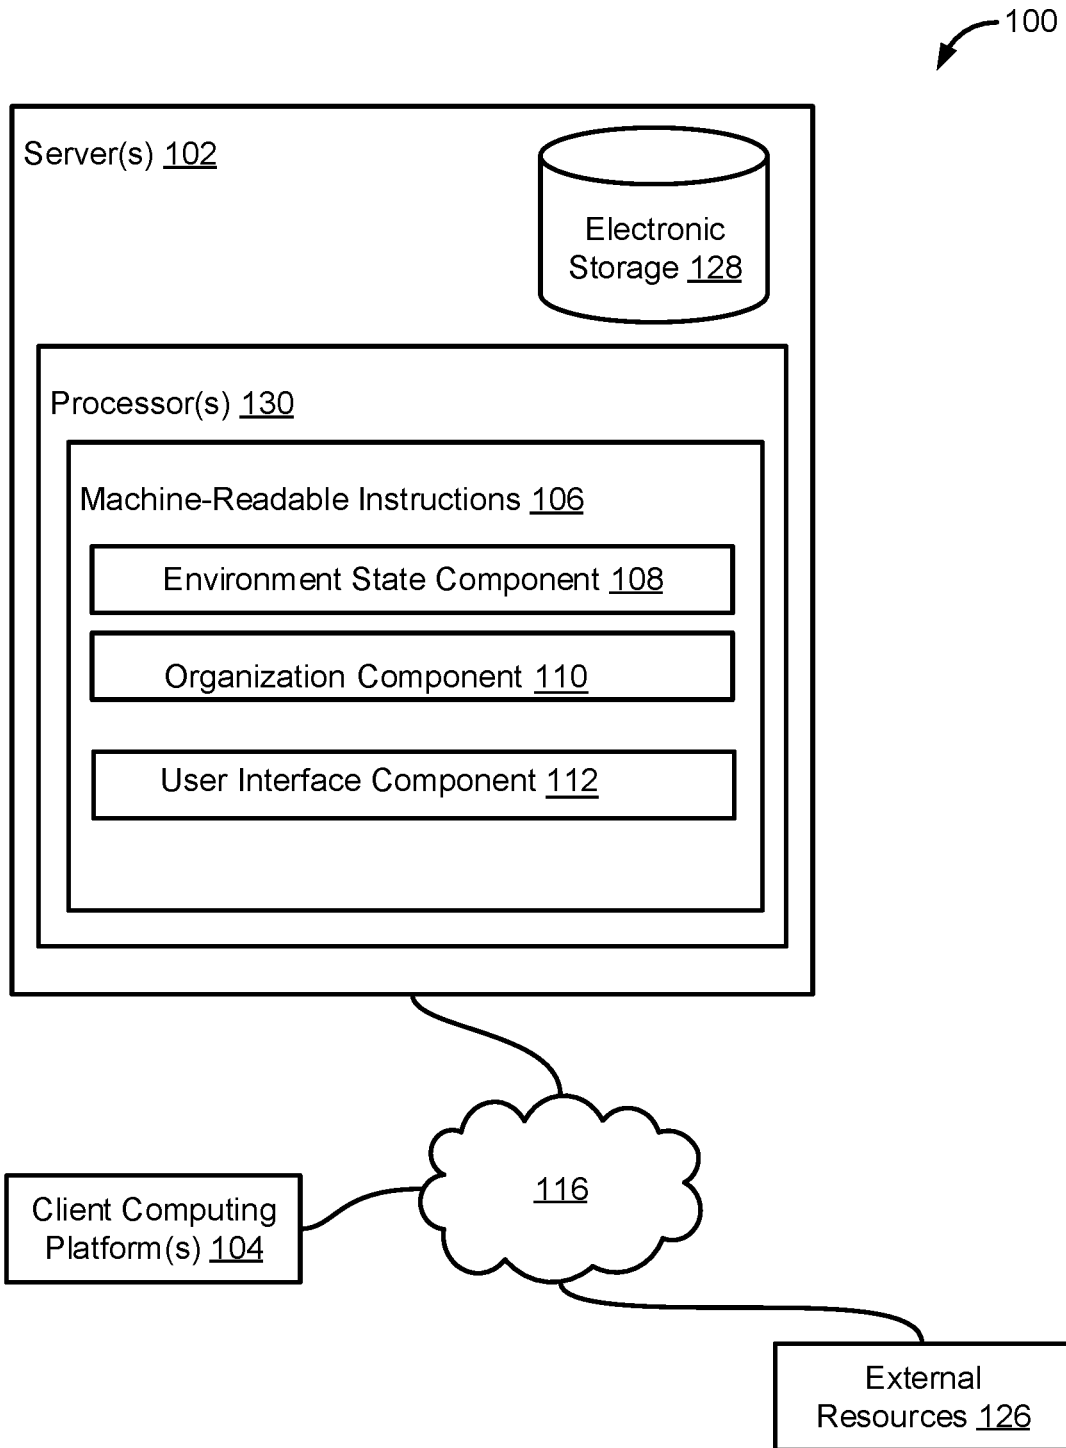 100
Server(s) 102
Electronic
Storage 128
Processor(s) 130
Machine-Readable Instructions 106
Environment State Component 108
Organization Component 110
User Interface Component 112
116
Client Computing
Platform(s) 104
External
Resources 126